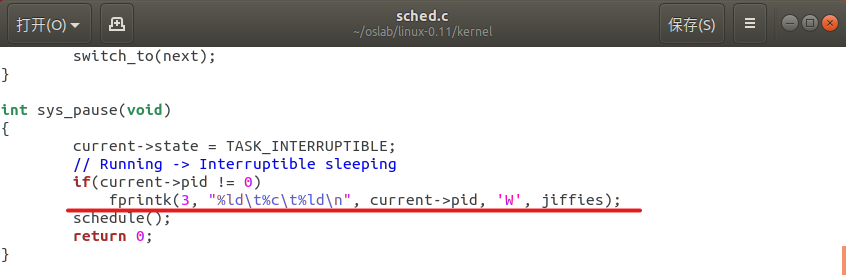 打开(O)
sched.c
~/oslab/linux-0.11/kernel
保存(S)
        switch_to(next);
}

int sys_pause(void)
{
        current->state = TASK_INTERRUPTIBLE;
        // Running -> Interruptible sleeping
        if(current->pid != 0)
            fprintk(3, "%ld\t%c\t%ld\n", current->pid, 'W', jiffies);
        schedule();
        return 0;
}